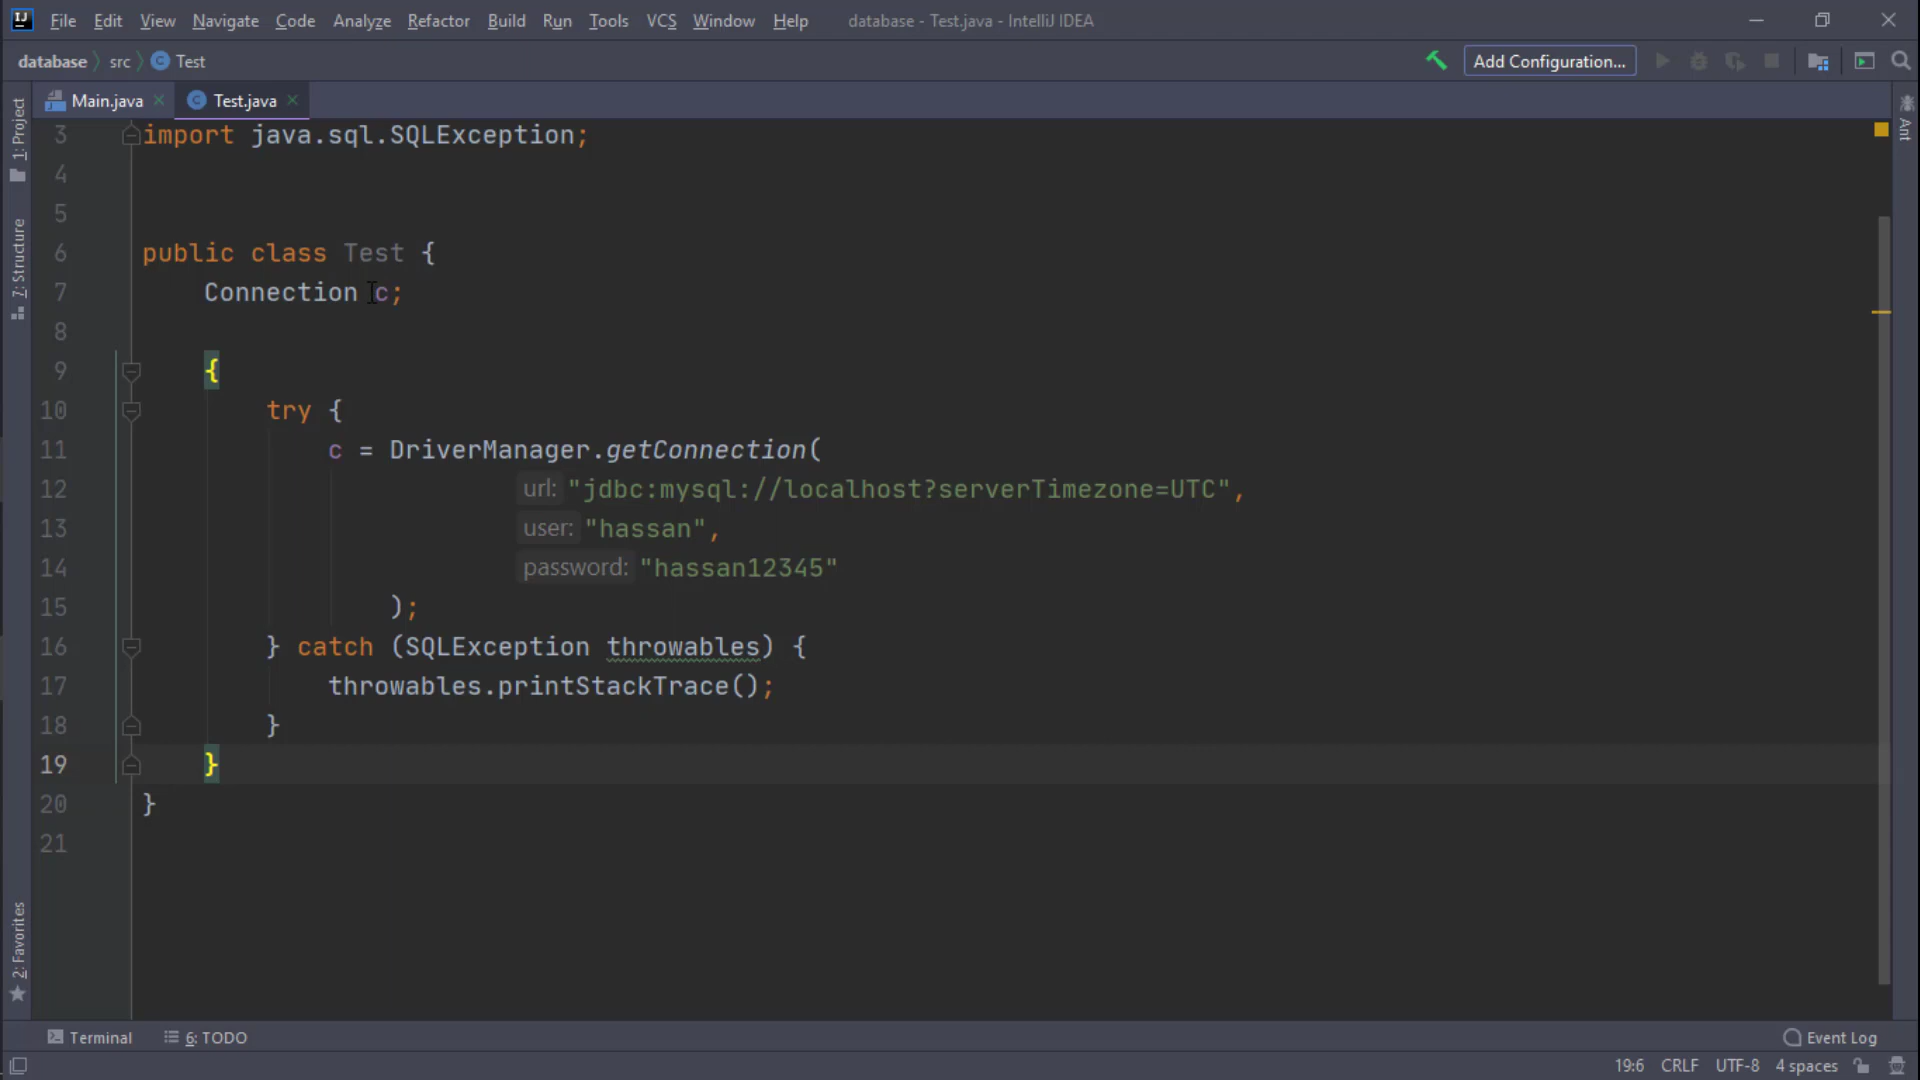 IJ File Edit View Navigate Code Analyze Refactor Build Run Tools VCS Window Help database - Test.java - IntelliJ IDEA
database src C Test Add Configuration...
Main.java C Test.java
1: Project
7: Structure
2: Favorites
Ant
3 import java.sql.SQLException;
4
5
6 public class Test {
7 Connection c;
8
9 {
10 try {
11 c = DriverManager.getConnection(
12 url: "jdbc:mysql://localhost?serverTimezone=UTC",
13 user: "hassan",
14 password: "hassan12345"
15 );
16 } catch (SQLException throwables) {
17 throwables.printStackTrace();
18 }
19 }
20 }
21
Terminal 6: TODO Event Log
19:6 CRLF UTF-8 4 spaces